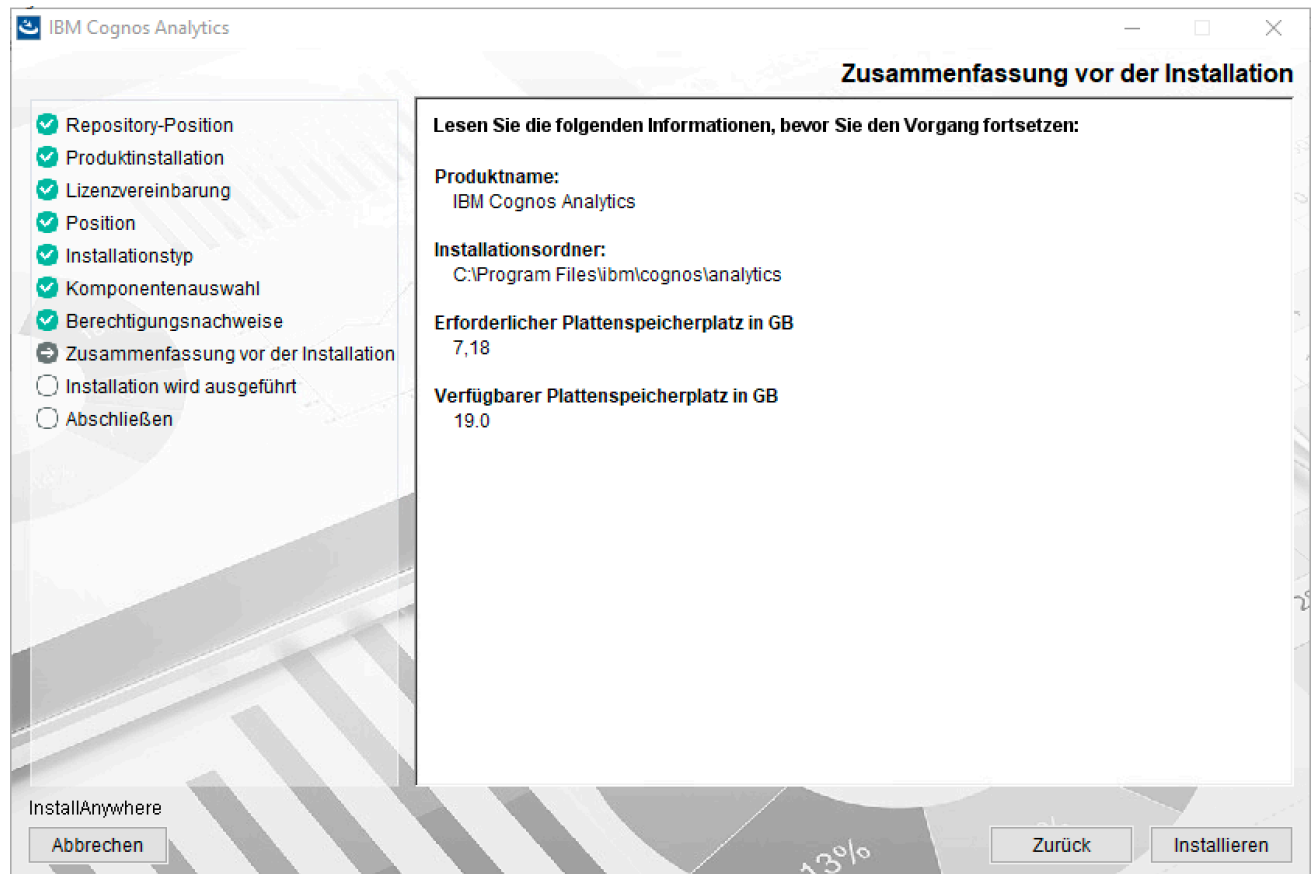 IBM Cognos Analytics
Zusammenfassung vor der Installation
Repository-Position
Produktinstallation
Lizenzvereinbarung
Position
Installationstyp
Komponentenauswahl
Berechtigungsnachweise
Zusammenfassung vor der Installation
Installation wird ausgeführt
Abschließen
Lesen Sie die folgenden Informationen, bevor Sie den Vorgang fortsetzen:
Produktname:
IBM Cognos Analytics
Installationsordner:
C:\Program Files\ibm\cognos\analytics
Erforderlicher Plattenspeicherplatz in GB
7,18
Verfügbarer Plattenspeicherplatz in GB
19.0
InstallAnywhere
Abbrechen
13%
Zurück
Installieren